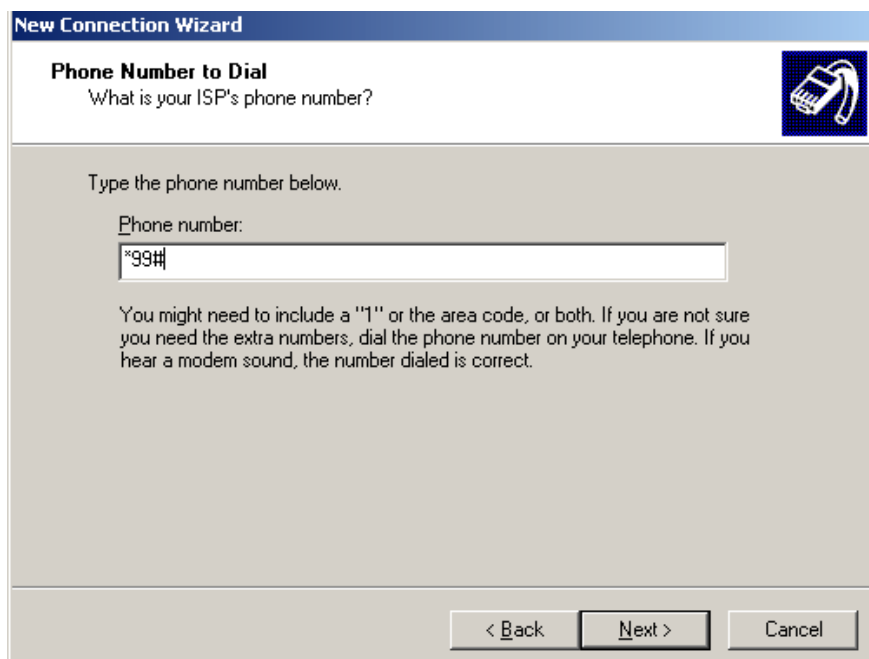 New Connection Wizard
Phone Number to Dial
What is your ISP's phone number?
Type the phone number below.
Phone number:
*99#
You might need to include a "1" or the area code, or both. If you are not sure
you need the extra numbers, dial the phone number on your telephone. If you
hear a modem sound, the number dialed is correct.
< Back Next > Cancel